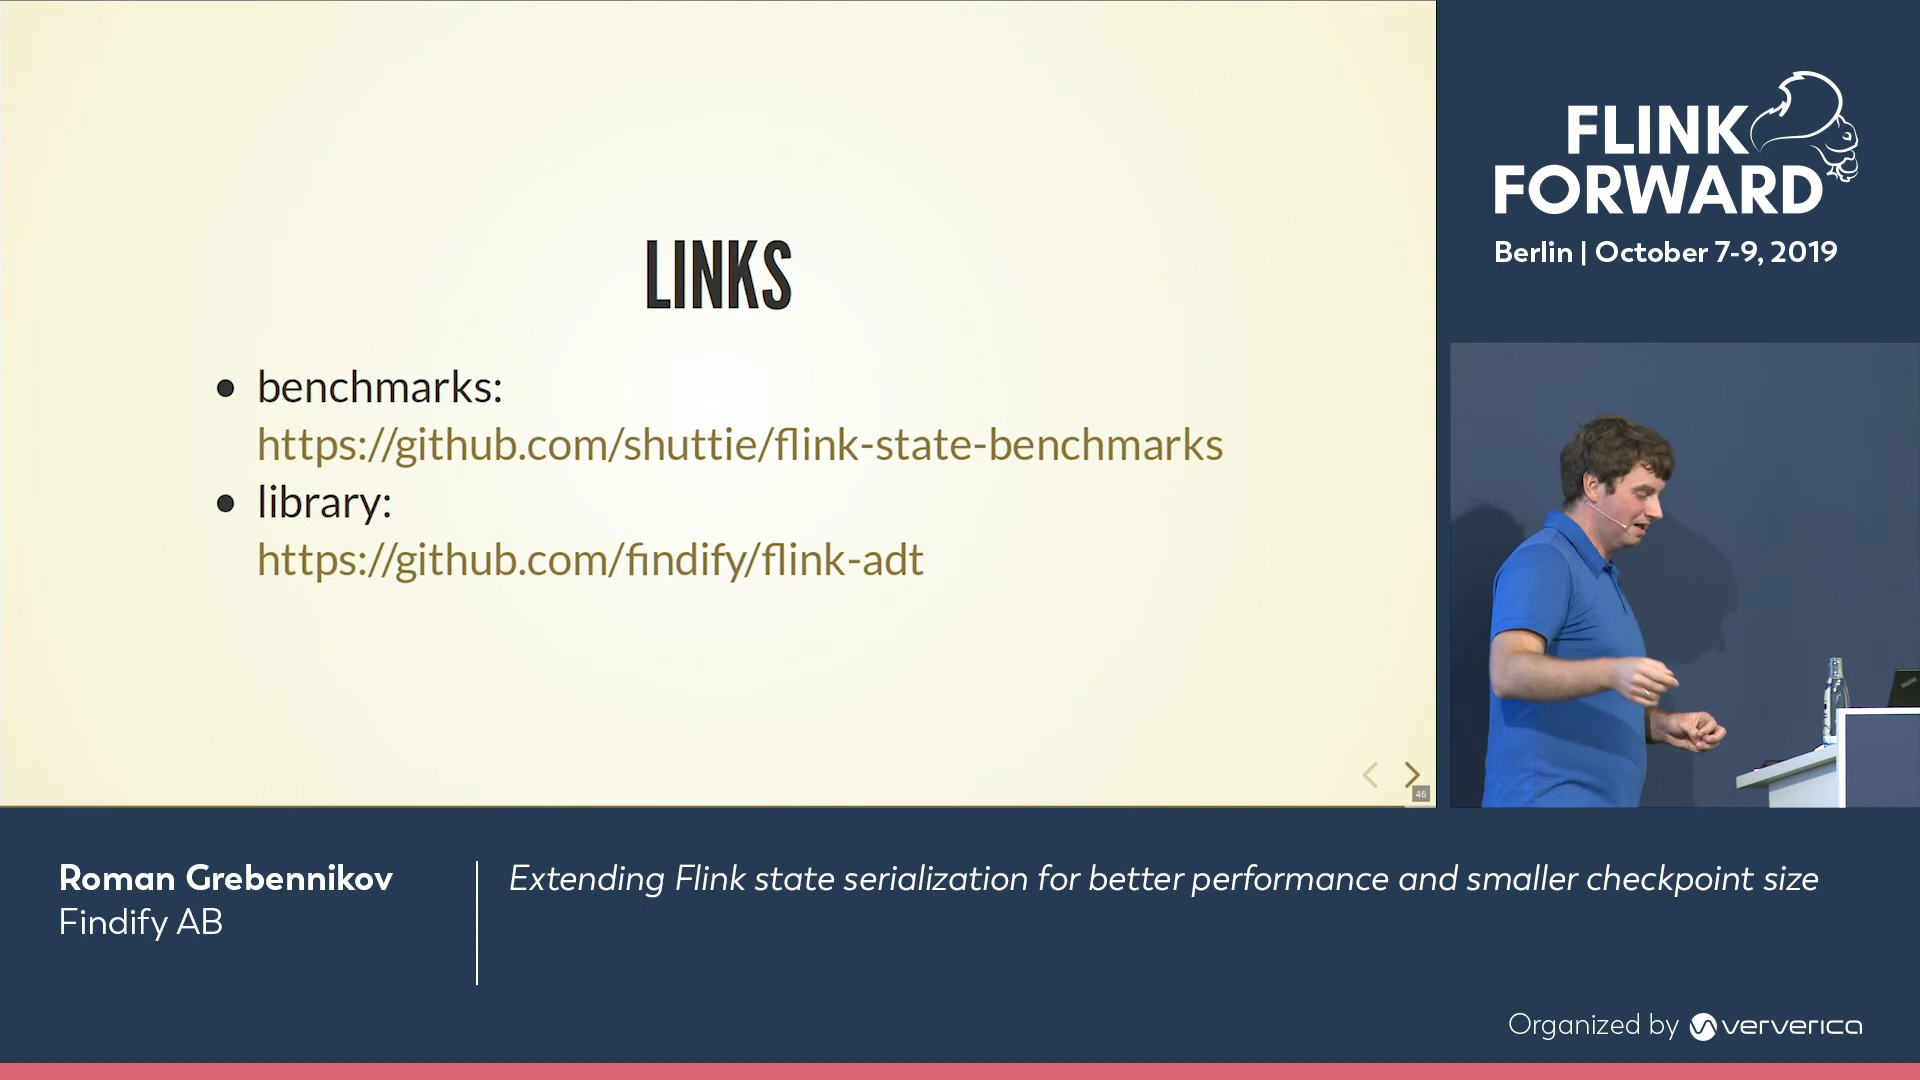 LINKS
benchmarks:
https://github.com/shuttie/flink-state-benchmarks
library:
https://github.com/findify/flink-adt
46
FLINK
FORWARD
Berlin | October 7-9, 2019
Roman Grebennikov
Findify AB
Extending Flink state serialization for better performance and smaller checkpoint size
Organized by ververica